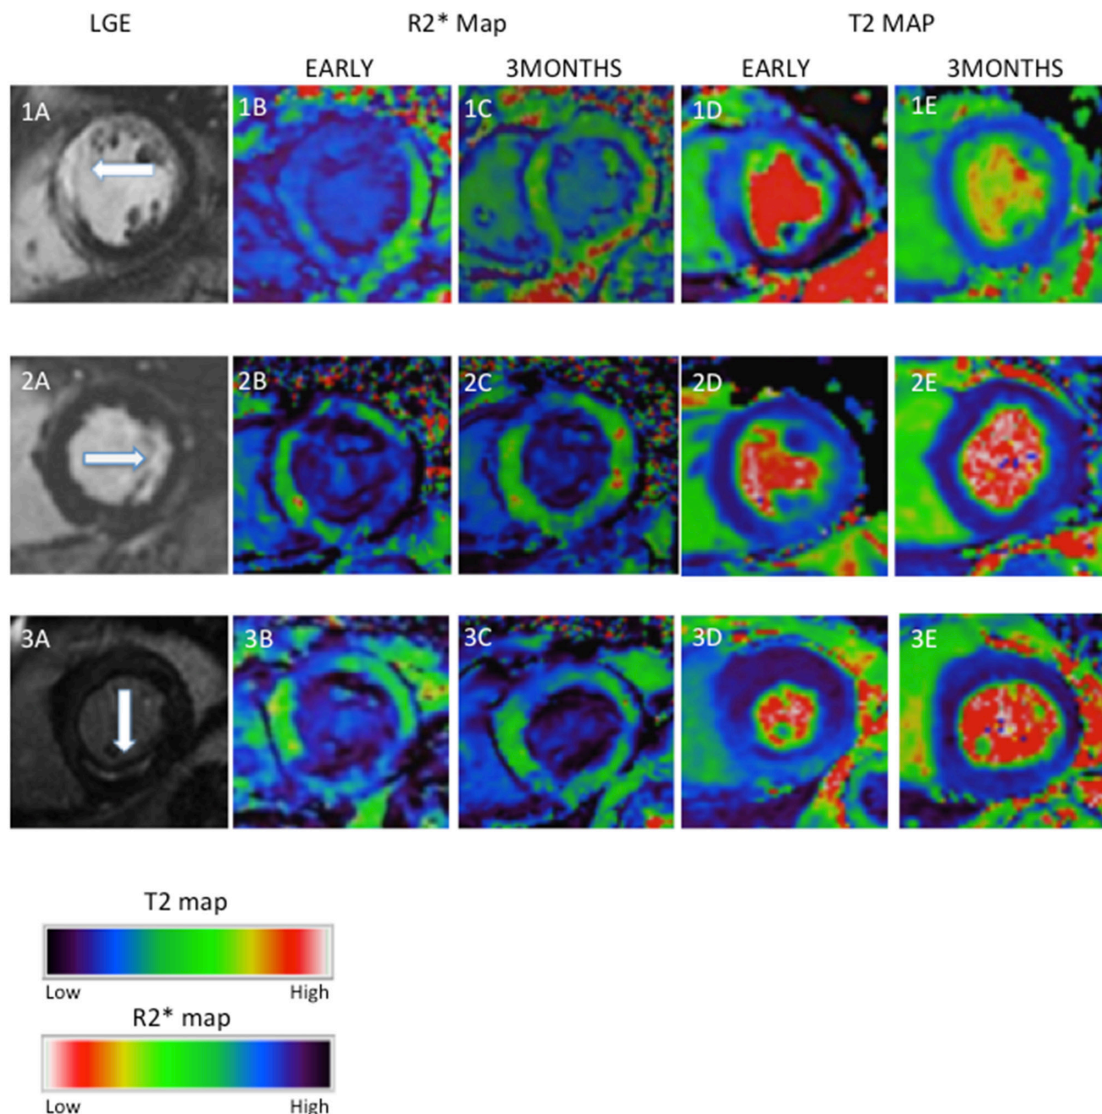 LGE R2* Map T2 MAP
EARLY 3MONTHS EARLY 3MONTHS
1A 1B 1C 1D 1E
2A 2B 2C 2D 2E
3A 3B 3C 3D 3E
T2 map
Low High
R2* map
Low High